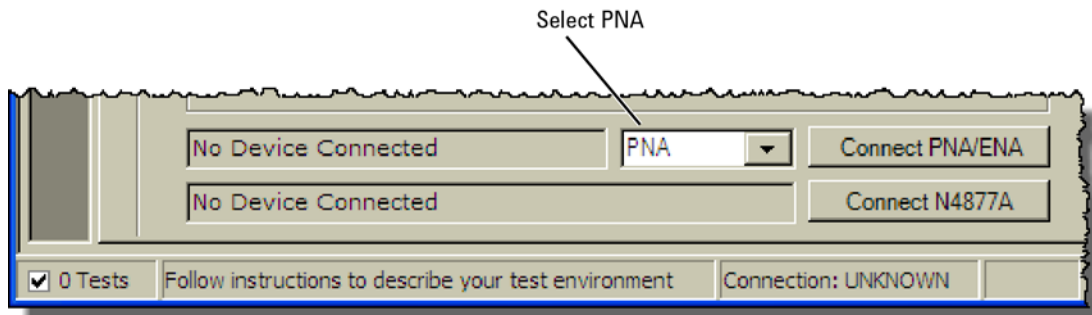 Select PNA
No Device Connected PNA Connect PNA/ENA
No Device Connected Connect N4877A
0 Tests Follow instructions to describe your test environment Connection: UNKNOWN